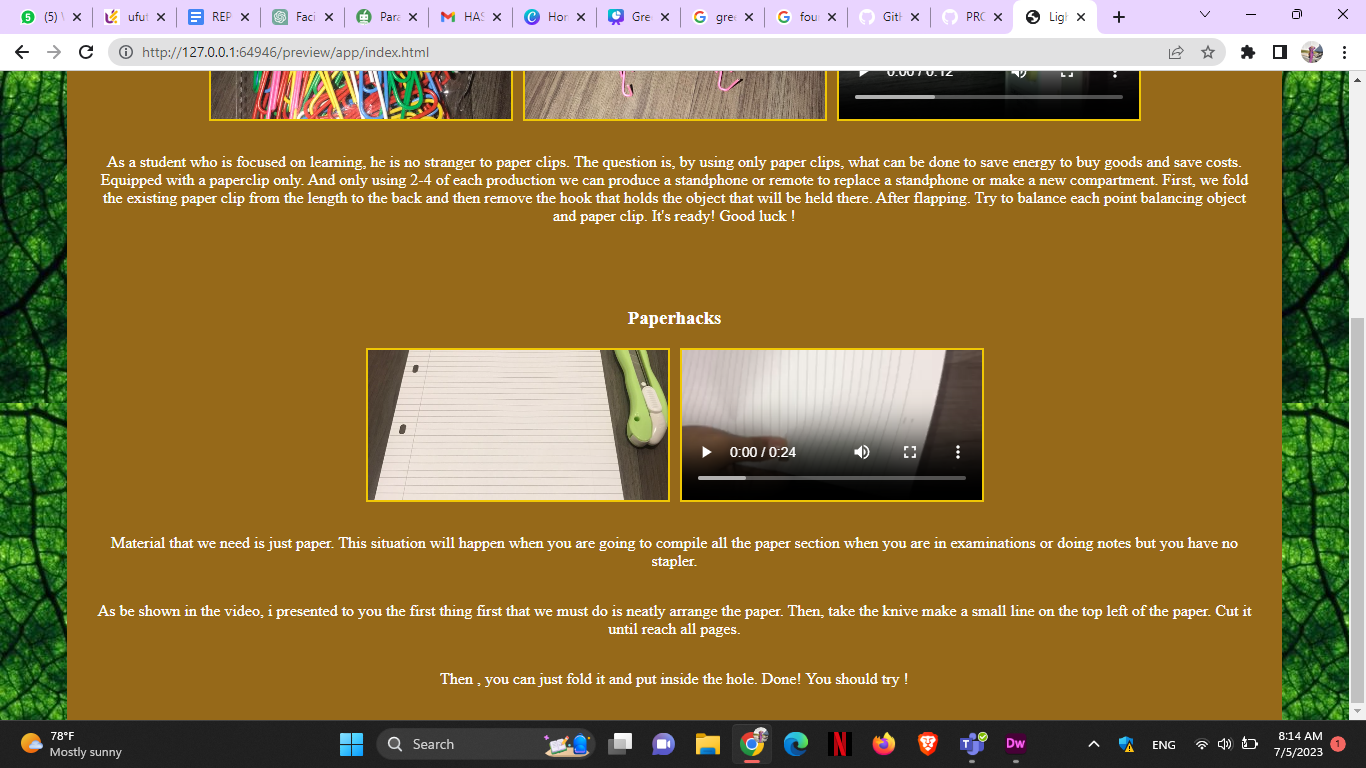 (5) \
ufut
REP
Faci
Para
HAS
Hor
Gree
gree
four
Gith
PRO
Ligh
http://127.0.0.1:64946/preview/app/index.html
0:00 / 0:12
As a student who is focused on learning, he is no stranger to paper clips. The question is, by using only paper clips, what can be done to save energy to buy goods and save costs.
Equipped with a paperclip only. And only using 2-4 of each production we can produce a standphone or remote to replace a standphone or make a new compartment. First, we fold
the existing paper clip from the length to the back and then remove the hook that holds the object that will be held there. After flapping. Try to balance each point balancing object
and paper clip. It's ready! Good luck !
Paperhacks
0:00 / 0:24
Material that we need is just paper. This situation will happen when you are going to compile all the paper section when you are in examinations or doing notes but you have no
stapler.
As be shown in the video, i presented to you the first thing first that we must do is neatly arrange the paper. Then, take the knive make a small line on the top left of the paper. Cut it
until reach all pages.
Then , you can just fold it and put inside the hole. Done! You should try !
78°F
Mostly sunny
Search
Dw
ENG
8:14 AM
7/5/2023
1